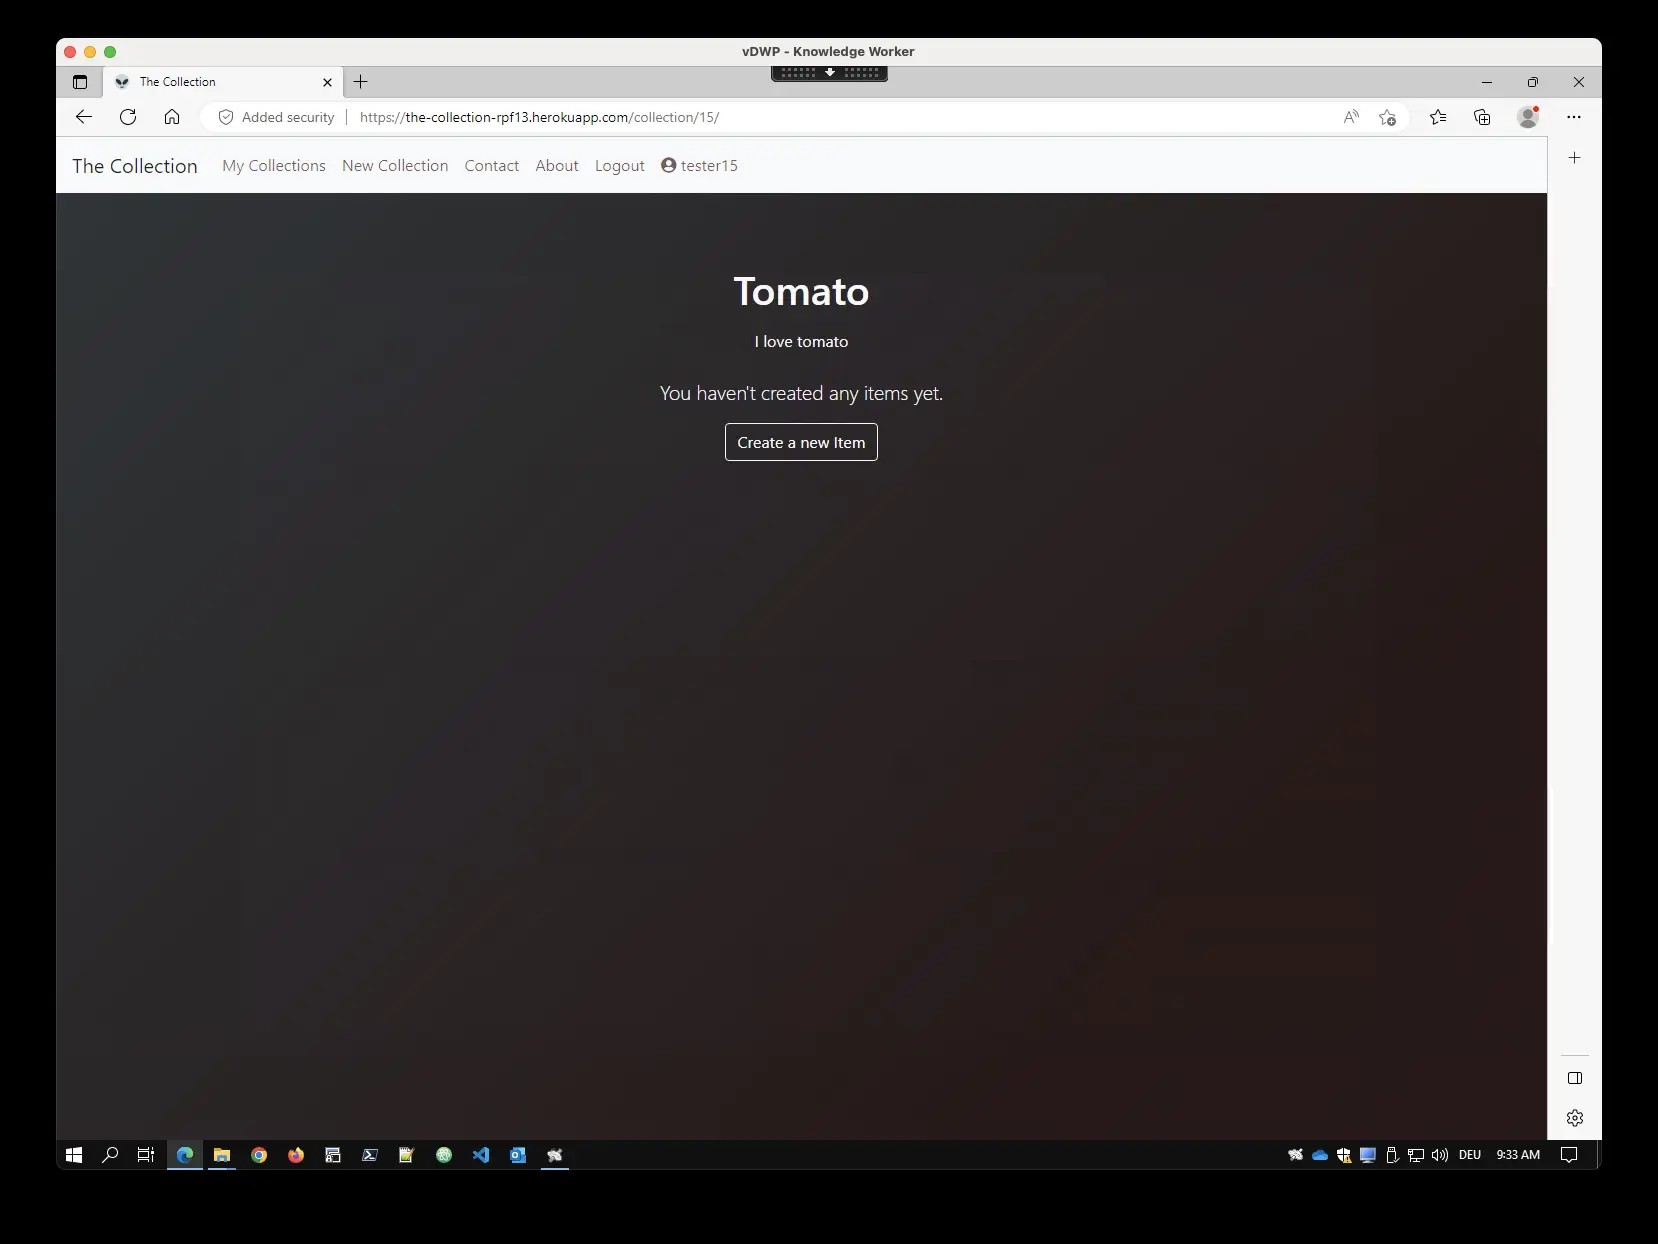 vDWP - Knowledge Worker
The Collection
Added security
https://the-collection-rpf13.herokuapp.com/collection/15/
The Collection
My Collections
New Collection
Contact
About
Logout
tester15
Tomato
I love tomato
You haven't created any items yet.
Create a new Item
DEU
9:33 AM